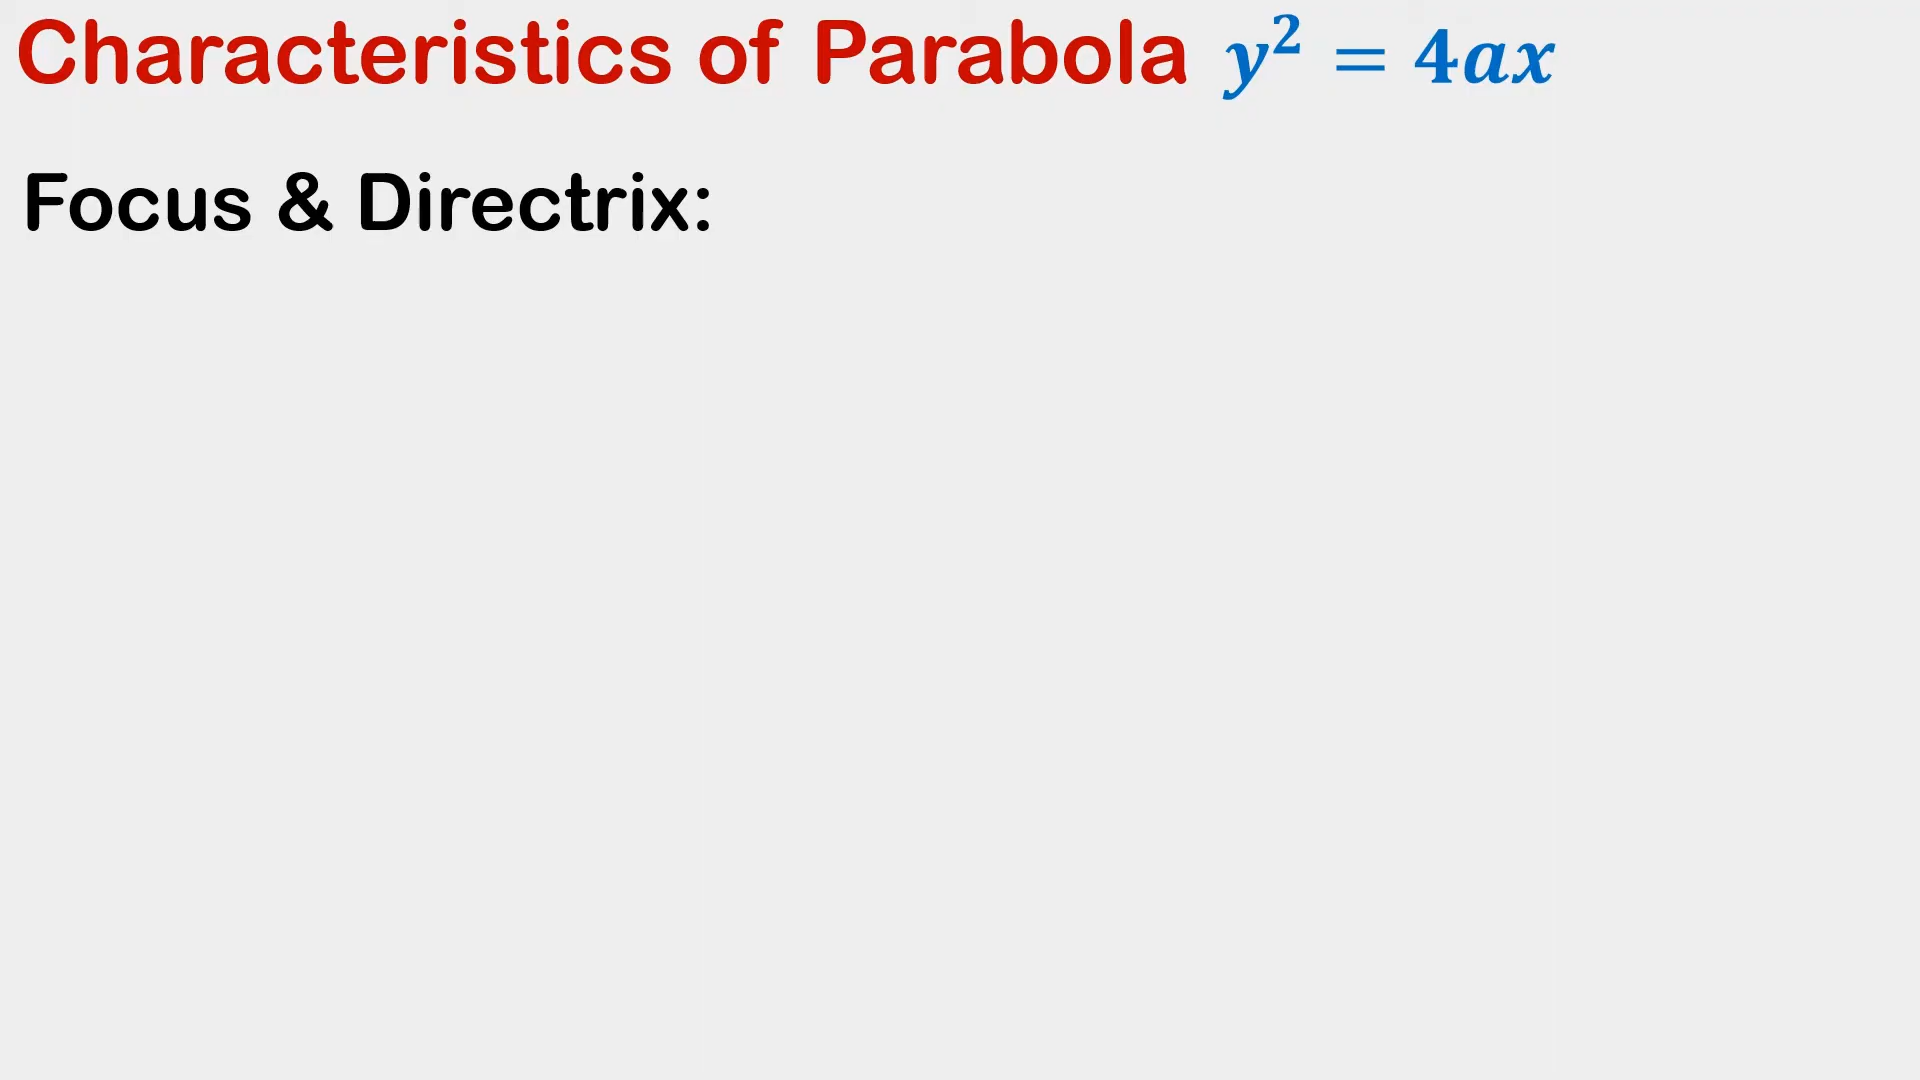 Characteristics of Parabola y² = 4ax
Focus & Directrix: